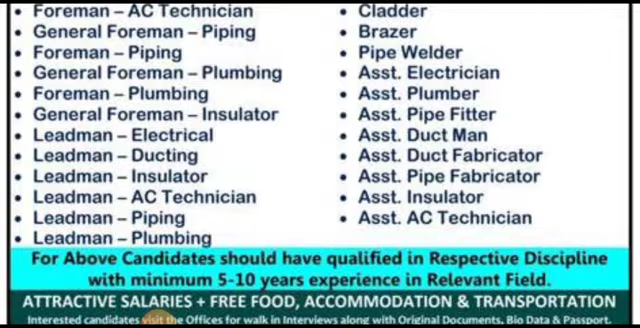 Foreman – AC Technician
General Foreman – Piping
Foreman – Piping
General Foreman – Plumbing
Foreman – Plumbing
General Foreman – Insulator
Leadman – Electrical
Leadman – Ducting
Leadman – Insulator
Leadman – AC Technician
Leadman – Piping
Leadman – Plumbing
Cladder
Brazer
Pipe Welder
Asst. Electrician
Asst. Plumber
Asst. Pipe Fitter
Asst. Duct Man
Asst. Duct Fabricator
Asst. Pipe Fabricator
Asst. Insulator
Asst. AC Technician
For Above Candidates should have qualified in Respective Discipline
with minimum 5-10 years experience in Relevant Field.
ATTRACTIVE SALARIES + FREE FOOD, ACCOMMODATION & TRANSPORTATION
Interested candidates visit the Offices for walk in Interviews along with Original Documents, Bio Data & Passport.